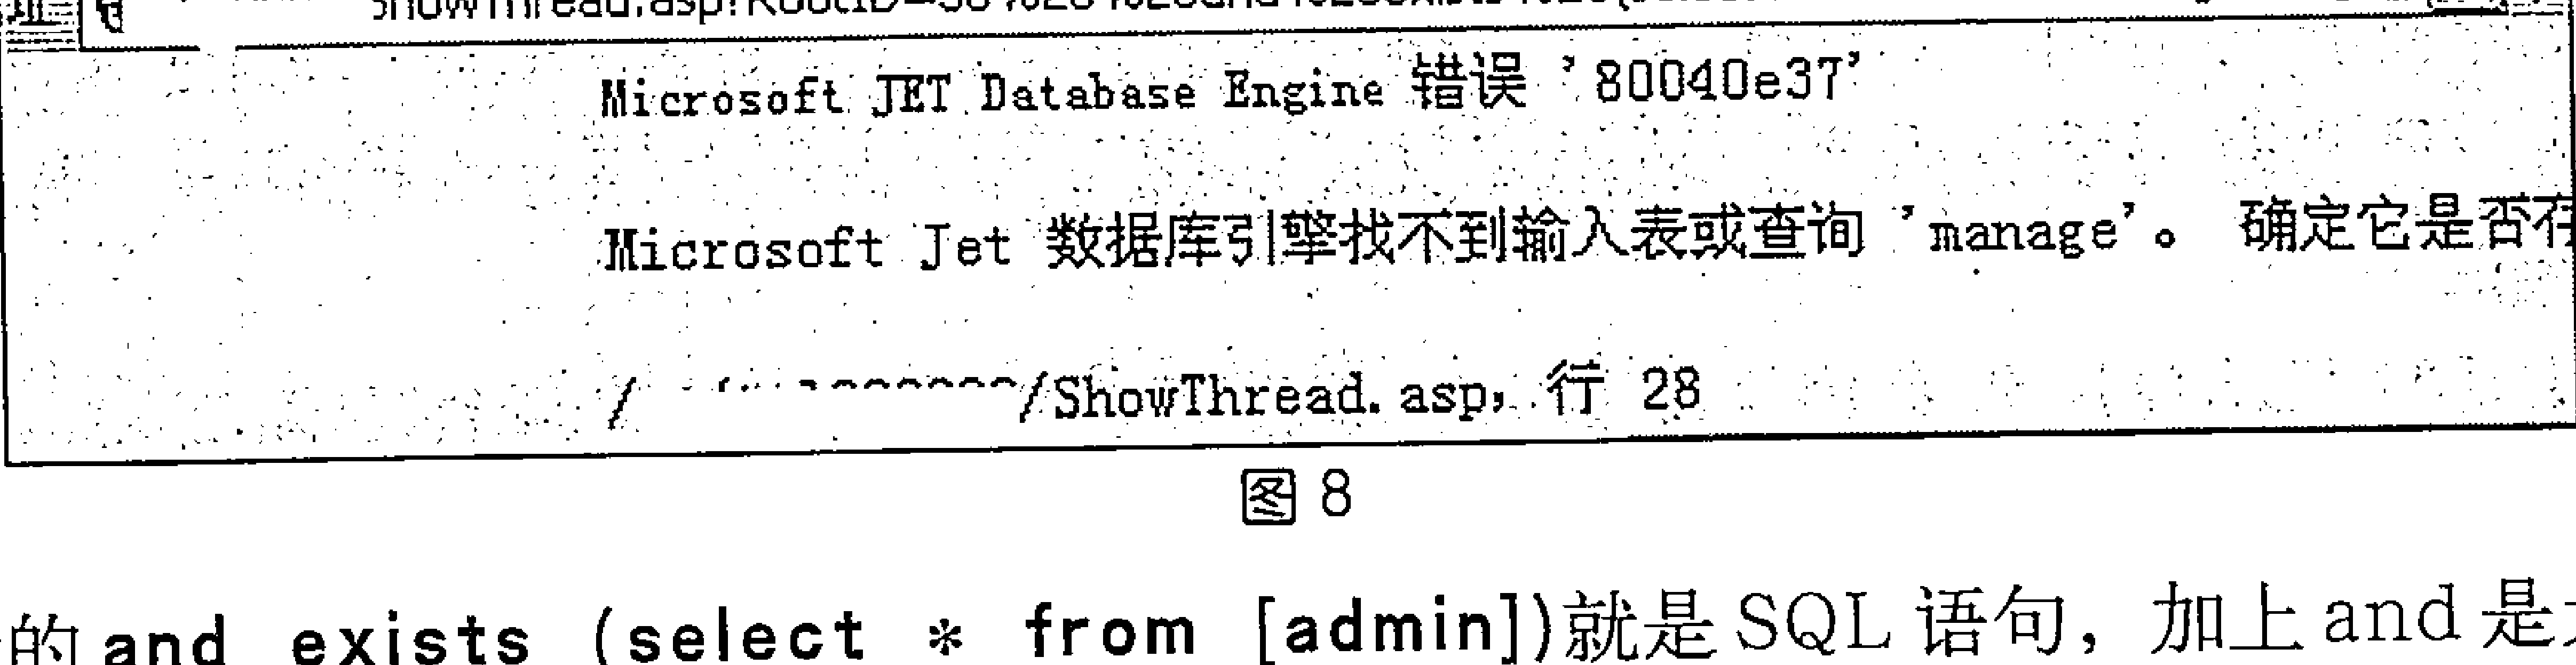 Microsoft JET Database Engine 错误 '80040e37'
Microsoft Jet 数据库引擎找不到输入表或查询 'manage'。 确定它是否存
/ /ShowThread.asp, 行 28
图 8
的 and exists (select * from [admin])就是 SQL 语句，加上 and 是